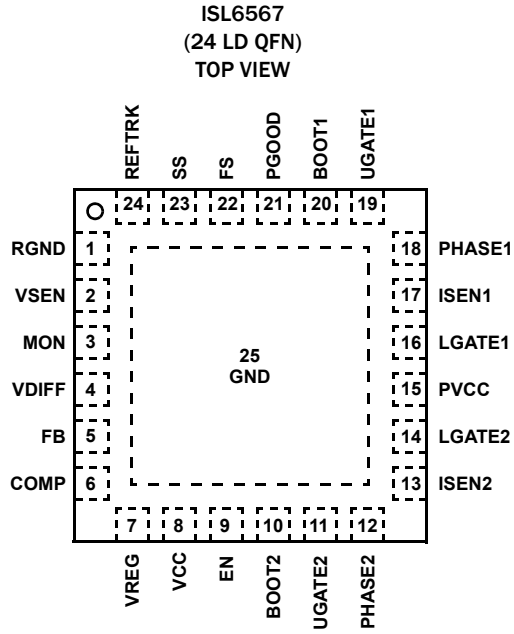 ISL6567
(24 LD QFN)
TOP VIEW
REFTRK
SS
FS
PGOOD
BOOT1
UGATE1
24
23
22
21
20
19
RGND 1
VSEN 2
MON 3
VDIFF 4
FB 5
COMP 6
18 PHASE1
17 ISEN1
16 LGATE1
15 PVCC
14 LGATE2
13 ISEN2
25
GND
7
8
9
10
11
12
VREG
VCC
EN
BOOT2
UGATE2
PHASE2